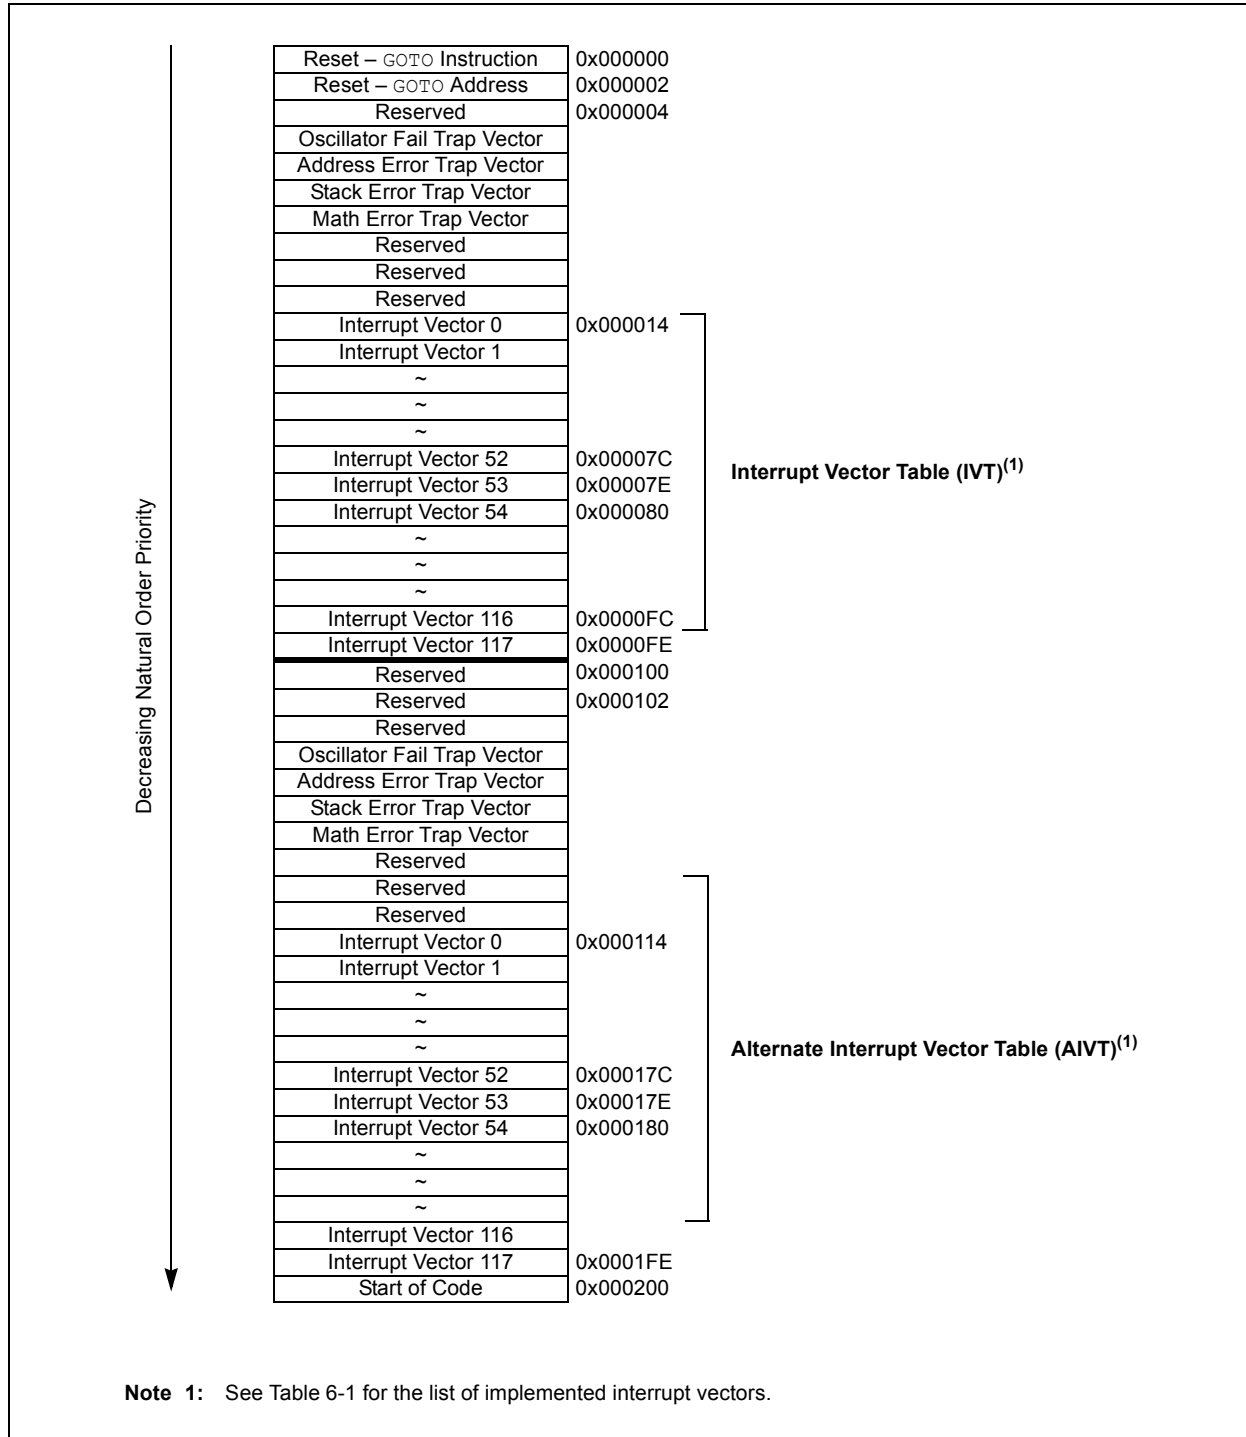 Reset – GOTO Instruction 0x000000
Reset – GOTO Address 0x000002
Reserved 0x000004
Oscillator Fail Trap Vector
Address Error Trap Vector
Stack Error Trap Vector
Math Error Trap Vector
Reserved
Reserved
Reserved
Interrupt Vector 0 0x000014
Interrupt Vector 1
~
~
~
Interrupt Vector 52 0x00007C
Interrupt Vector Table (IVT)(1)
Interrupt Vector 53 0x00007E
Interrupt Vector 54 0x000080
~
~
~
Interrupt Vector 116 0x0000FC
Interrupt Vector 117 0x0000FE
Decreasing Natural Order Priority
Reserved 0x000100
Reserved 0x000102
Reserved
Oscillator Fail Trap Vector
Address Error Trap Vector
Stack Error Trap Vector
Math Error Trap Vector
Reserved
Reserved
Reserved
Interrupt Vector 0 0x000114
Interrupt Vector 1
~
~
~
Alternate Interrupt Vector Table (AIVT)(1)
Interrupt Vector 52 0x00017C
Interrupt Vector 53 0x00017E
Interrupt Vector 54 0x000180
~
~
~
Interrupt Vector 116
Interrupt Vector 117 0x0001FE
Start of Code 0x000200
Note 1: See Table 6-1 for the list of implemented interrupt vectors.